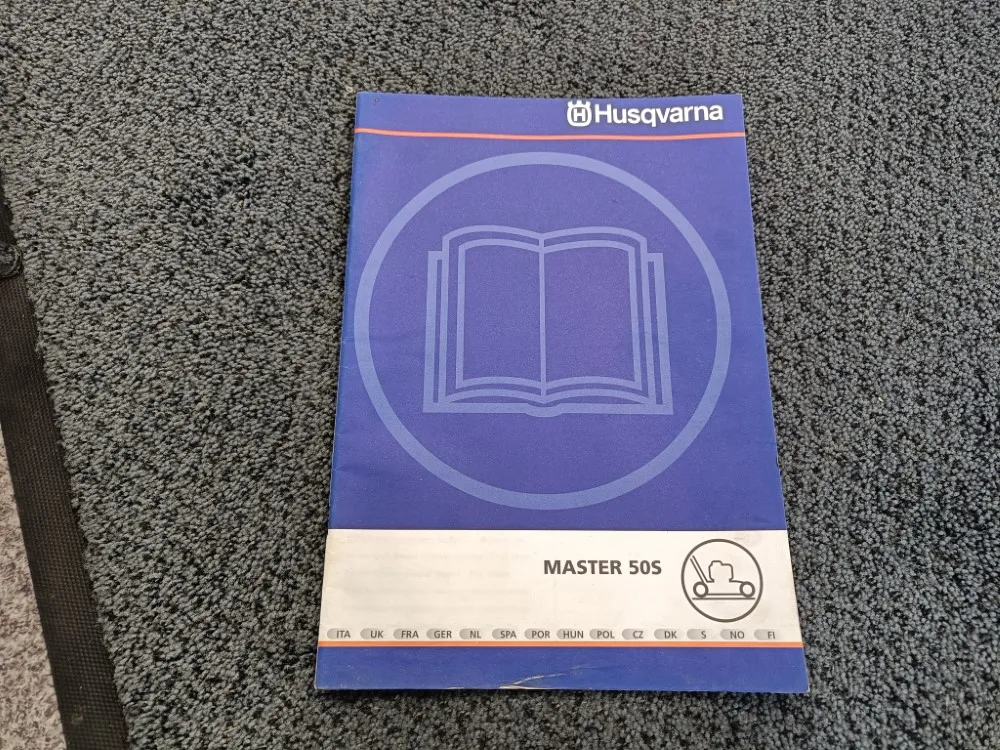 Husqvarna
MASTER 50S
ITA UK FRA GER NL SPA POR HUN POL CZ DK S NO FI